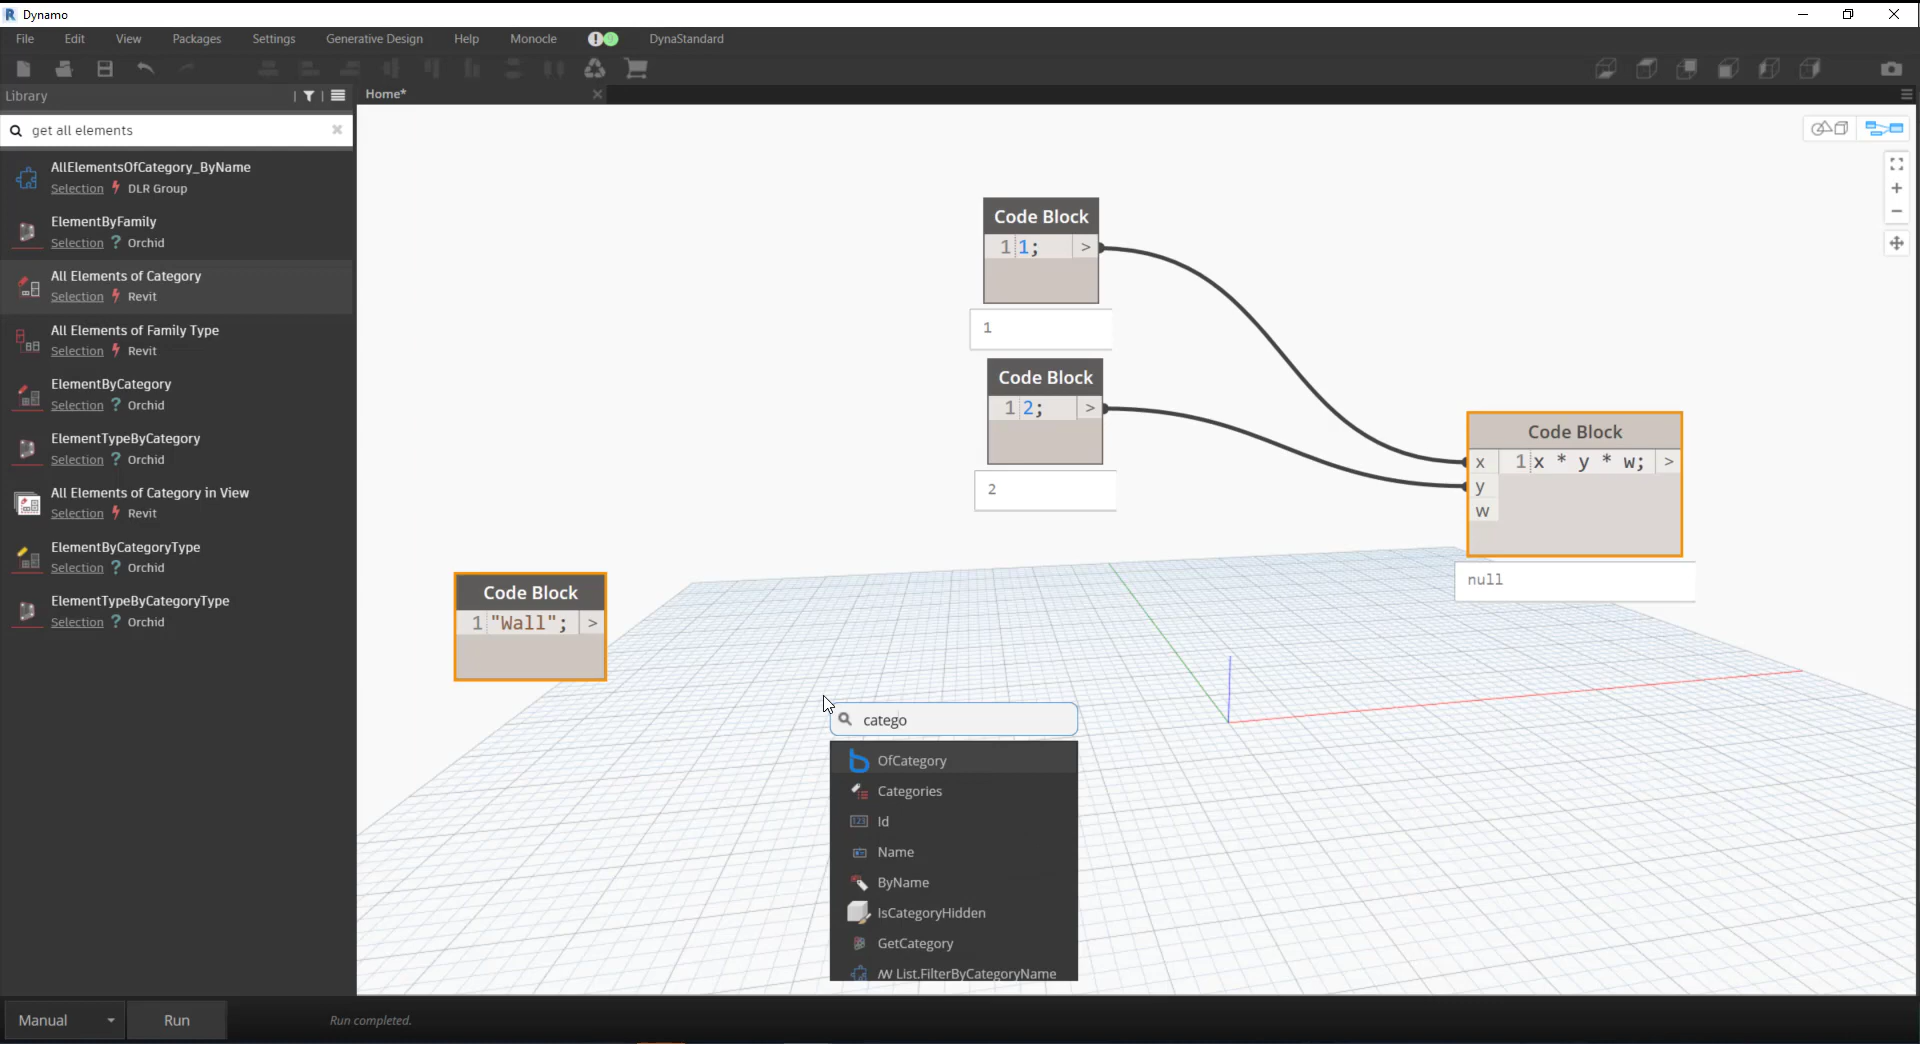 Dynamo
File Edit View Packages Settings Generative Design Help Monocle DynaStandard
Library
Home*
get all elements
AllElementsOfCategory_ByName
Selection DLR Group
ElementByFamily
Selection ? Orchid
All Elements of Category
Selection Revit
All Elements of Family Type
Selection Revit
ElementByCategory
Selection ? Orchid
ElementTypeByCategory
Selection ? Orchid
All Elements of Category in View
Selection Revit
ElementByCategoryType
Selection ? Orchid
ElementTypeByCategoryType
Selection ? Orchid
Code Block
1 1; >
1
Code Block
1 2; >
2
Code Block
x 1 x * y * w; >
y
w
null
Code Block
1 "Wall"; >
catego
OfCategory
Categories
Id
Name
ByName
IsCategoryHidden
GetCategory
List.FilterByCategoryName
Manual Run Run completed.